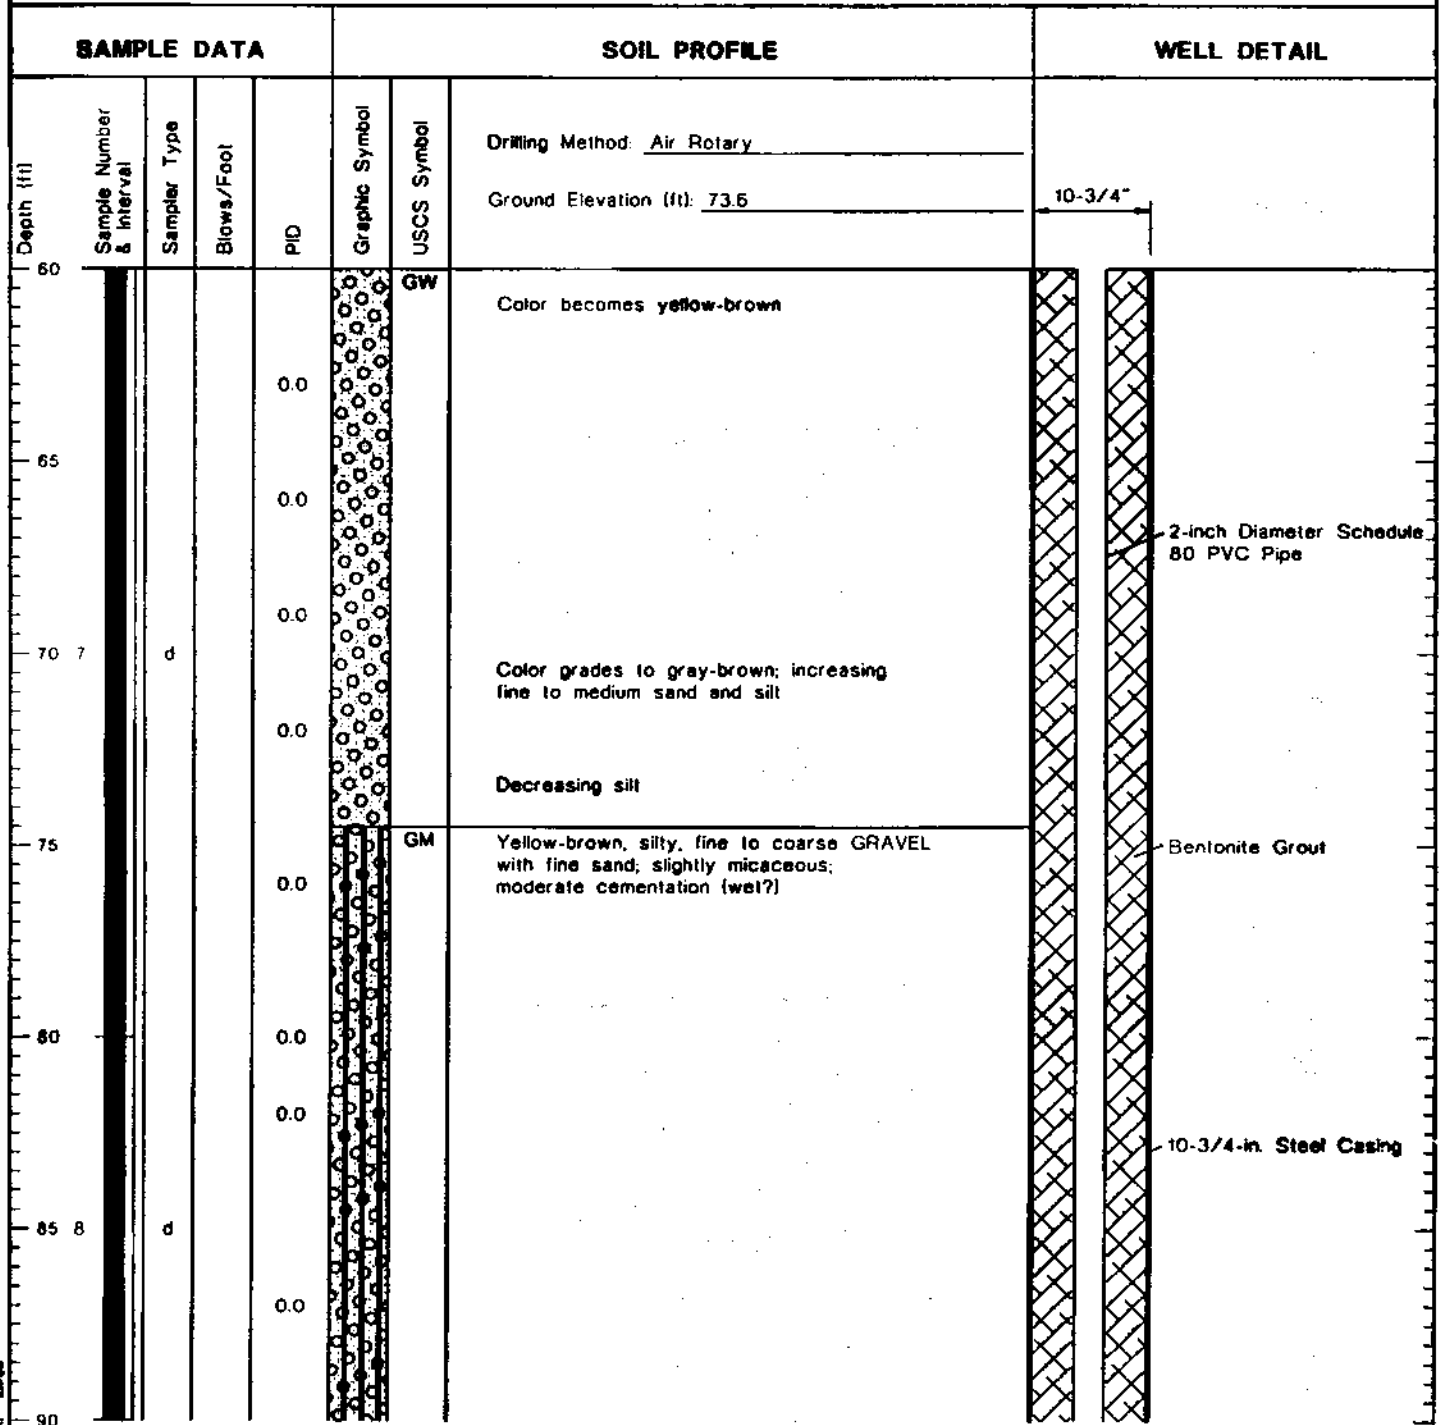 SAMPLE DATA
SOIL PROFILE
WELL DETAIL
Depth (ft)
Sample Number
& Interval
Sampler Type
Blows/Foot
PID
Graphic Symbol
USCS Symbol
Drilling Method: Air Rotary
Ground Elevation (ft): 73.6
10-3/4"
60
GW
Color becomes yellow-brown
0.0
65
0.0
2-inch Diameter Schedule
80 PVC Pipe
0.0
70 7 d
Color grades to gray-brown; increasing
fine to medium sand and silt
0.0
Decreasing silt
75
GM
Yellow-brown, silty, fine to coarse GRAVEL
with fine sand; slightly micaceous;
moderate cementation (wet?)
Bentonite Grout
0.0
80
0.0
0.0
10-3/4-in. Steel Casing
85 8 d
0.0
90